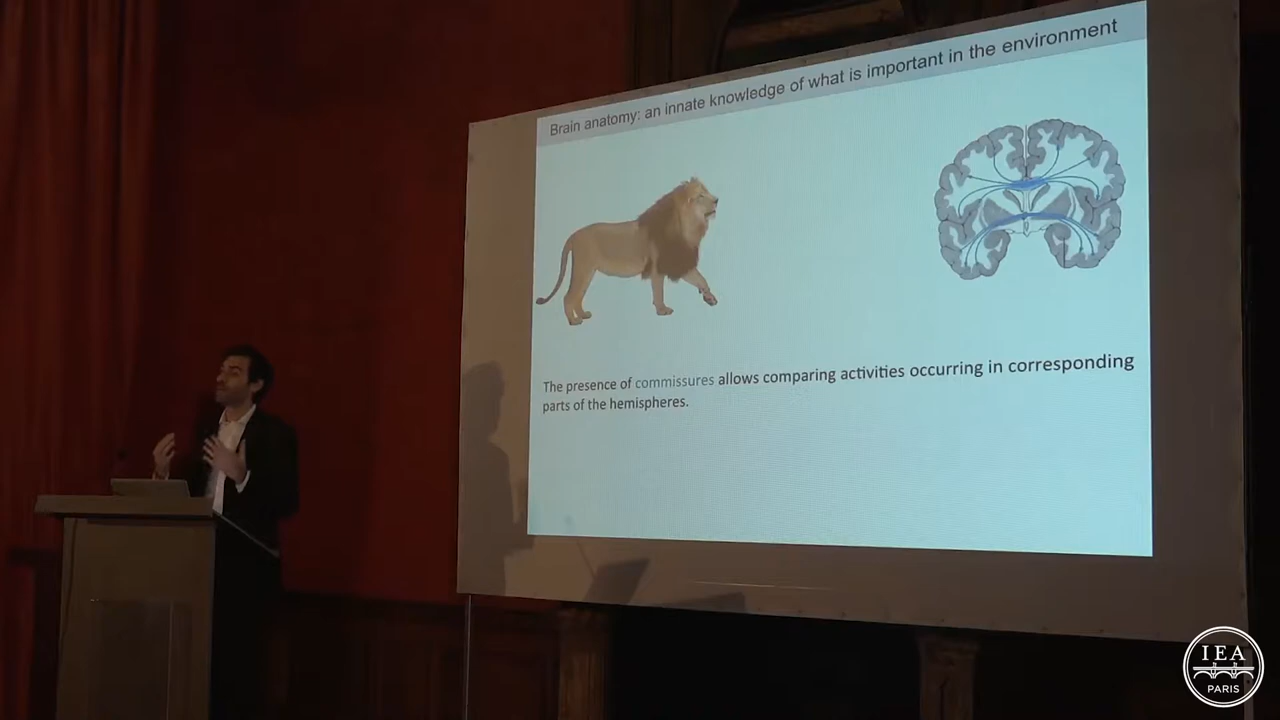 Brain anatomy: an innate knowledge of what is important in the environment
The presence of commissures allows comparing activities occurring in corresponding
parts of the hemispheres.
IEA
PARIS